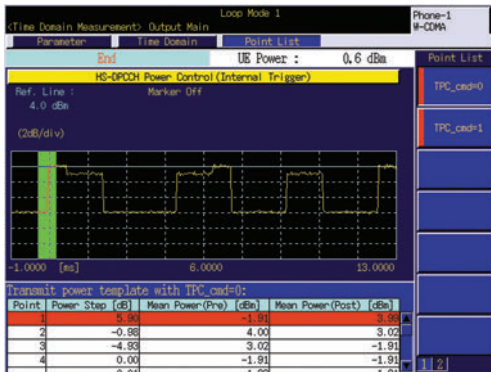 Loop Mode 1
Phone-1
<Time Domain Measurement> Output Main
W-CDMA
Parameter Time Domain Point List
End UE Power : 0.6 dBm Point List
HS-DPCCH Power Control(Internal Trigger)
Ref. Line : Marker Off
4.0 dBm
TPC_cmd=0
(2dB/div)
TPC_cmd=1
-1.0000 [ms] 6.0000 13.0000
Transmit power template with TPC_cmd=0:
Point Power Step [dB] Mean Power(Pre) [dBm] Mean Power(Post) [dBm]
1 5.90 -1.91 3.99
2 -0.98 4.00 3.02
3 -4.93 3.02 -1.91
4 0.00 -1.91 -1.91
1 2